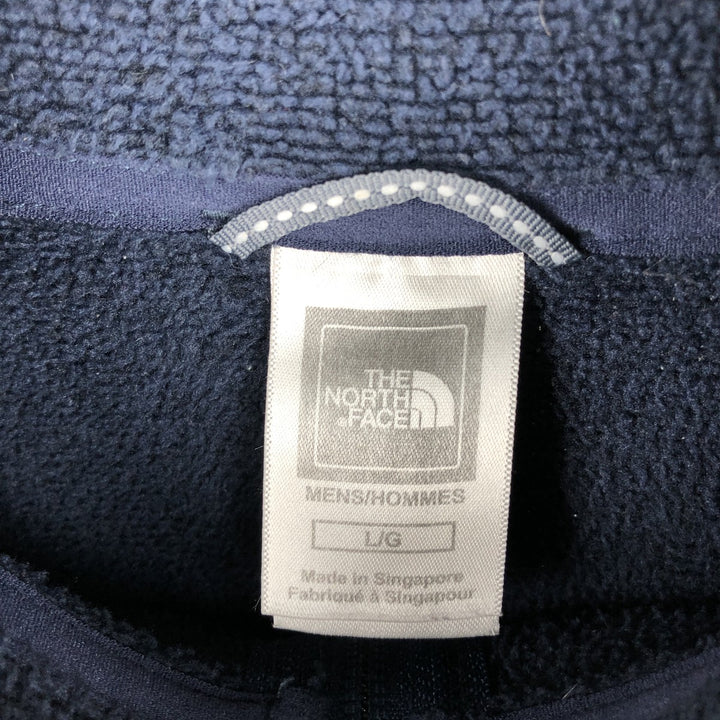 THE
NORTH
FACE
MENS/HOMMES
L/G
Made in Singapore
Fabriqué à Singapour